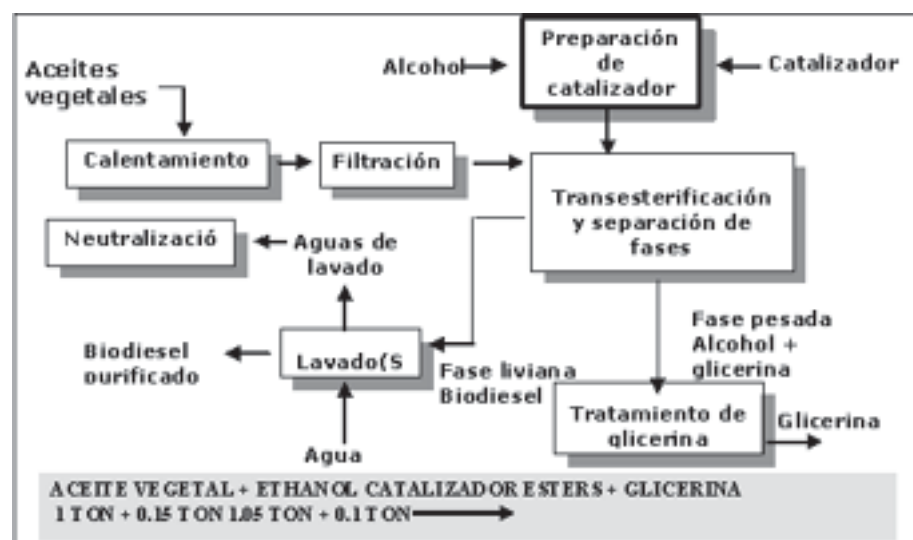 Preparación
de
catalizador
Alcohol
Catalizador
Aceites
vegetales
Calentamiento
Filtración
Transesterificación
y separación de
fases
Neutralizació
Aguas de
lavado
Biodiesel
purificado
Lavado(S
Fase liviana
Biodiesel
Fase pesada
Alcohol +
glicerina
Tratamiento de
glicerina
Glicerina
Agua
ACEITE VEGETAL + ETHANOL CATALIZADOR ESTERS + GLICERINA
1 TON + 0.15 TON 1.05 TON + 0.1 TON